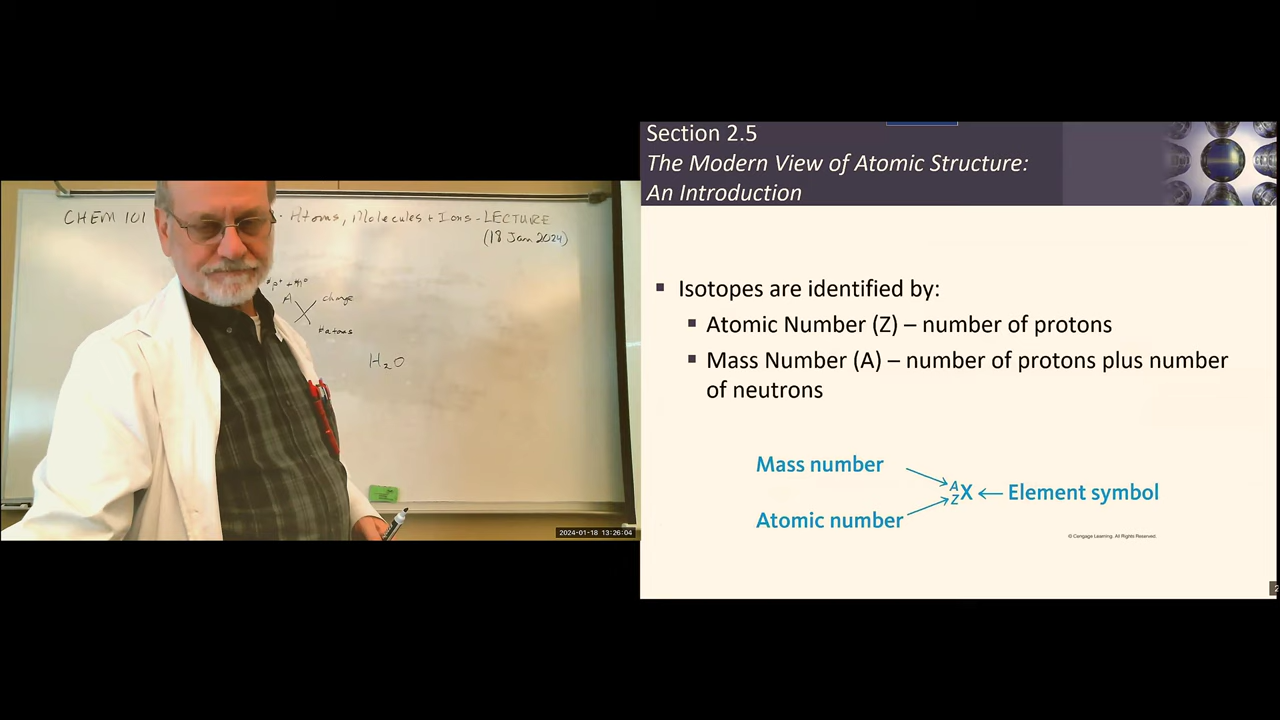 CHEM 101
Atoms, Molecules + Ions - LECTURE
(18 Jan 2024)
#p⁺ + #n⁰
A
charge
# atoms
H₂O
2024-01-18 13:26:04
Section 2.5
The Modern View of Atomic Structure:
An Introduction
Isotopes are identified by:
Atomic Number (Z) – number of protons
Mass Number (A) – number of protons plus number
of neutrons
Mass number
A
Z
X ← Element symbol
Atomic number
© Cengage Learning. All Rights Reserved.
2